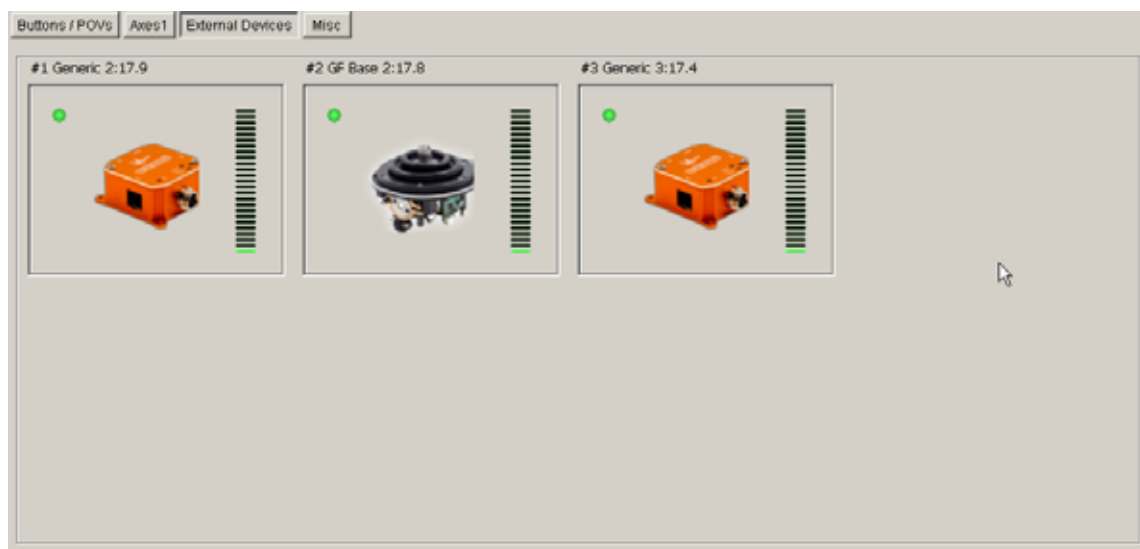 Buttons / POVs Axes1 External Devices Misc
#1 Generic 2:17.9 #2 GF Base 2:17.8 #3 Generic 3:17.4